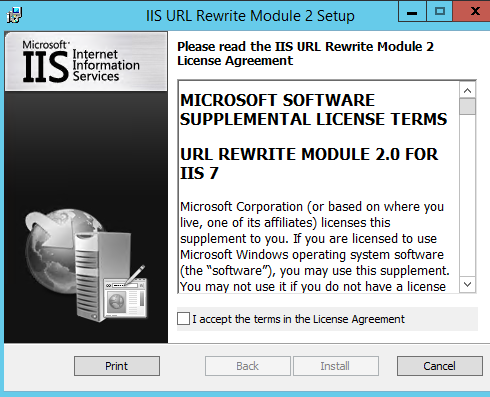 IIS URL Rewrite Module 2 Setup
Microsoft®
IIS Internet
Information
Services
Please read the IIS URL Rewrite Module 2
License Agreement
MICROSOFT SOFTWARE
SUPPLEMENTAL LICENSE TERMS
URL REWRITE MODULE 2.0 FOR
IIS 7
Microsoft Corporation (or based on where you
live, one of its affiliates) licenses this
supplement to you. If you are licensed to use
Microsoft Windows operating system software
(the “software”), you may use this supplement.
You may not use it if you do not have a license
I accept the terms in the License Agreement
Print
Back
Install
Cancel